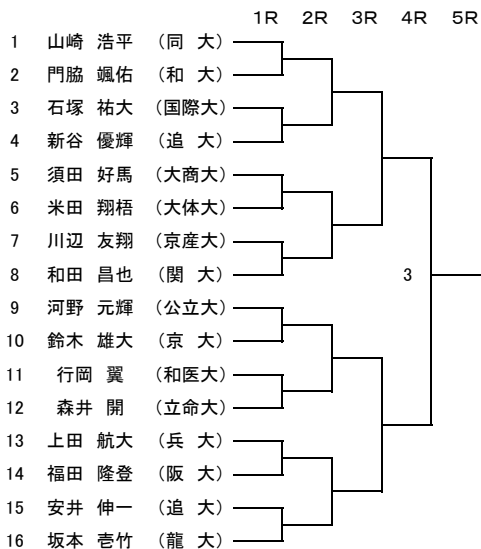 1R 2R 3R 4R 5R
1 山崎 浩平 (同 大)
2 門脇 颯佑 (和 大)
3 石塚 祐大 (国際大)
4 新谷 優輝 (追 大)
5 須田 好馬 (大商大)
6 米田 翔梧 (大体大)
7 川辺 友翔 (京産大)
8 和田 昌也 (関 大)
3
9 河野 元輝 (公立大)
10 鈴木 雄大 (京 大)
11 行岡 翼 (和医大)
12 森井 開 (立命大)
13 上田 航大 (兵 大)
14 福田 隆登 (阪 大)
15 安井 伸一 (追 大)
16 坂本 壱竹 (龍 大)